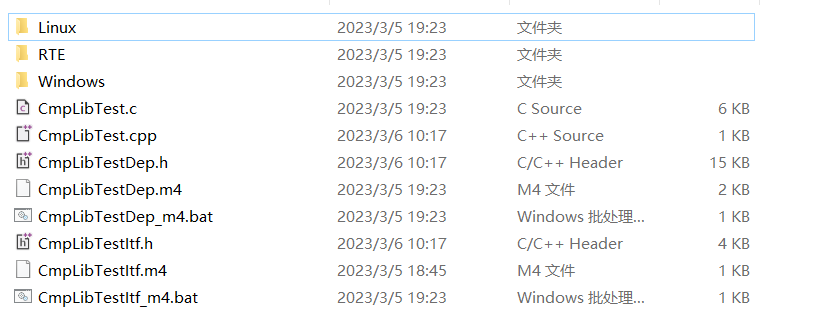 Linux 2023/3/5 19:23 文件夹
RTE 2023/3/5 19:23 文件夹
Windows 2023/3/5 19:23 文件夹
CmpLibTest.c 2023/3/5 19:23 C Source 6 KB
CmpLibTest.cpp 2023/3/6 10:17 C++ Source 1 KB
CmpLibTestDep.h 2023/3/6 10:17 C/C++ Header 15 KB
CmpLibTestDep.m4 2023/3/5 19:23 M4 文件 2 KB
CmpLibTestDep_m4.bat 2023/3/5 19:23 Windows 批处理... 1 KB
CmpLibTestItf.h 2023/3/6 10:17 C/C++ Header 4 KB
CmpLibTestItf.m4 2023/3/5 18:45 M4 文件 1 KB
CmpLibTestItf_m4.bat 2023/3/5 19:23 Windows 批处理... 1 KB